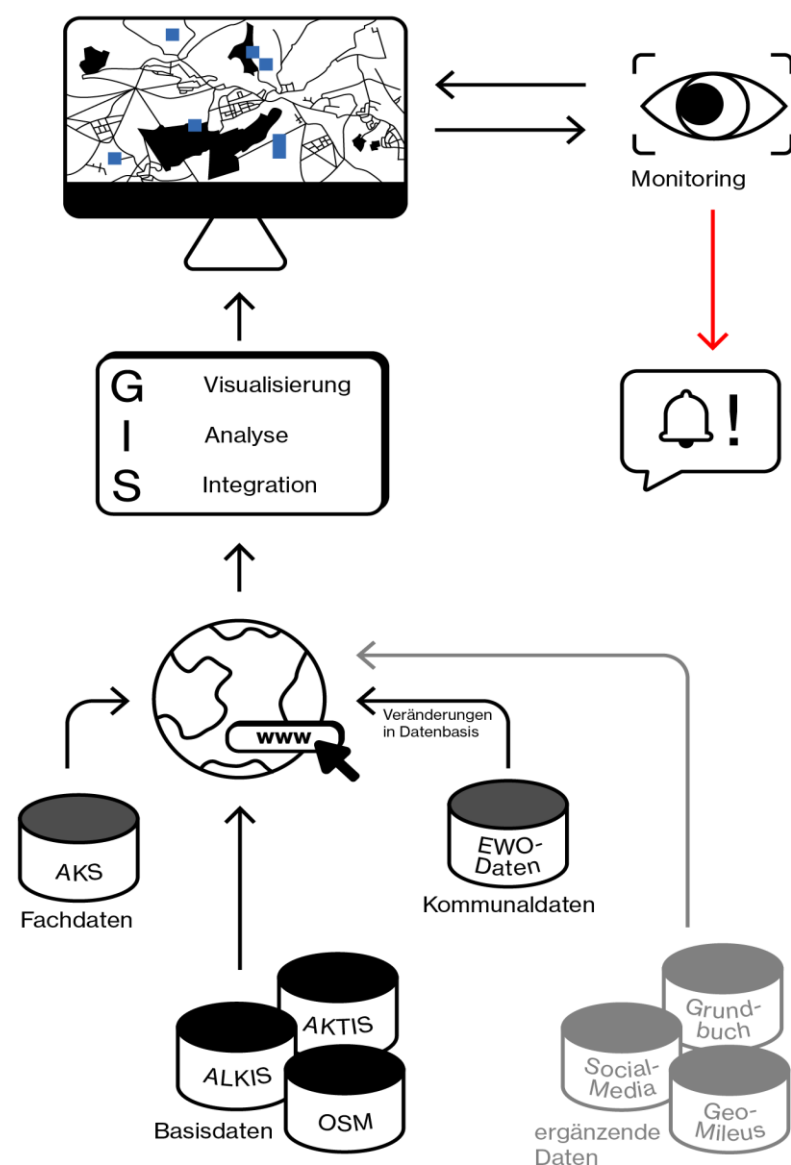 Monitoring
G Visualisierung
I Analyse
S Integration
!
www
Veränderungen
in Datenbasis
AKS
Fachdaten
EWO-
Daten
Kommunaldaten
AKTIS
ALKIS
OSM
Basisdaten
Grund-
buch
Social-
Media
Geo-
Mileus
ergänzende
Daten